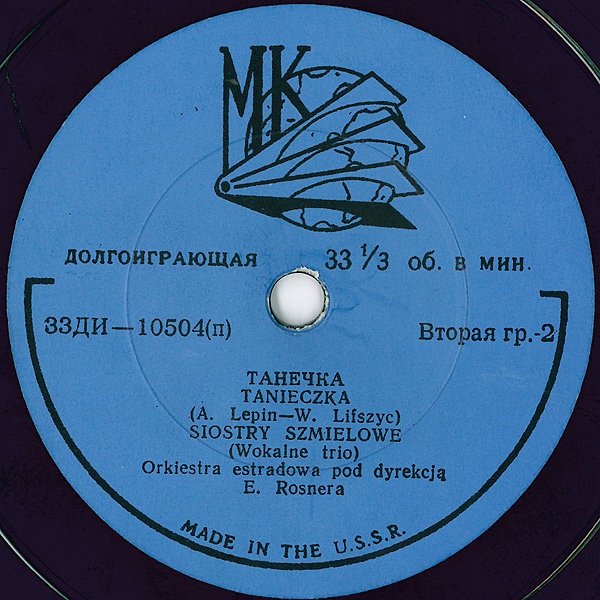 МК
ДОЛГОИГРАЮЩАЯ 33 1/3 об. в мин.
33ДИ—10504(п) Вторая гр.-2
ТАНЕЧКА
TANIECZKA
(A. Lepin—W. Lifszyc)
SIOSTRY SZMIELOWE
(Wokalne trio)
Orkiestra estradowa pod dyrekcją
E. Rosnera
MADE IN THE U.S.S.R.